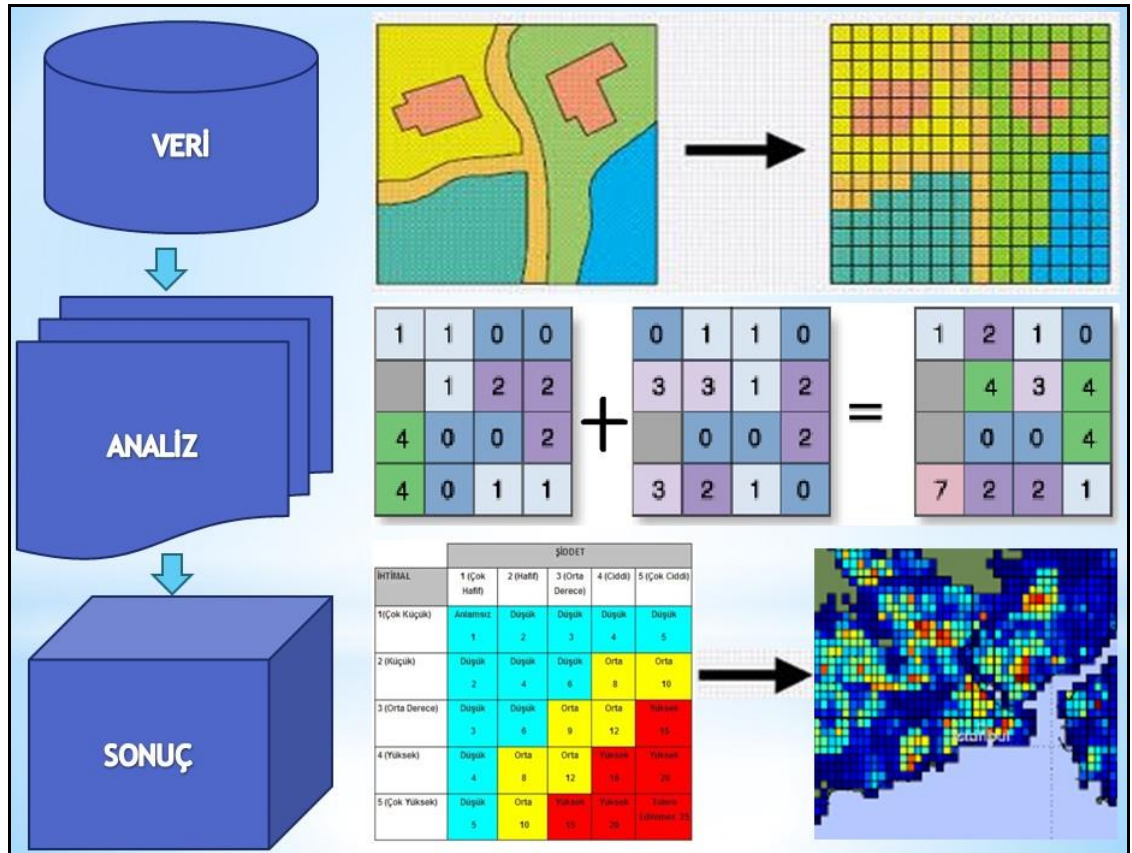 VERİ
ANALİZ
SONUÇ
1 1 0 0
1 2 2
4 0 0 2
4 0 1 1
+
0 1 1 0
3 3 1 2
0 0 2
3 2 1 0
=
1 2 1 0
4 3 4
0 0 4
7 2 2 1
ŞİDDET
İHTİMAL 1 (Çok 2 (Hafif) 3 (Orta 4 (Ciddi) 5 (Çok Ciddi)
Hafif) Derece)
1(Çok Küçük) Anlamsız Düşük Düşük Düşük Düşük
1 2 3 4 5
2 (Küçük) Düşük Düşük Düşük Orta Orta
2 4 6 8 10
3 (Orta Derece) Düşük Düşük Orta Orta Yüksek
3 6 9 12 15
4 (Yüksek) Düşük Orta Orta Yüksek Yüksek
4 8 12 16 20
5 (Çok Yüksek) Düşük Orta Yüksek Yüksek
5 10 15 20 25